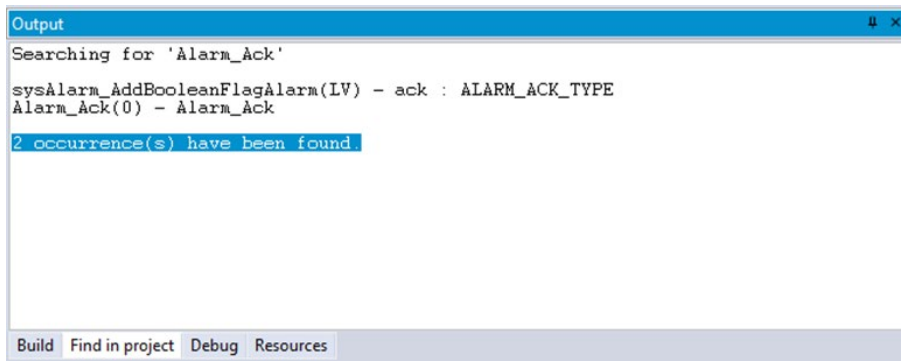 Output
Searching for 'Alarm_Ack'
sysAlarm_AddBooleanFlagAlarm(LV) - ack : ALARM_ACK_TYPE
Alarm_Ack(0) - Alarm_Ack
2 occurrence(s) have been found.
Build Find in project Debug Resources